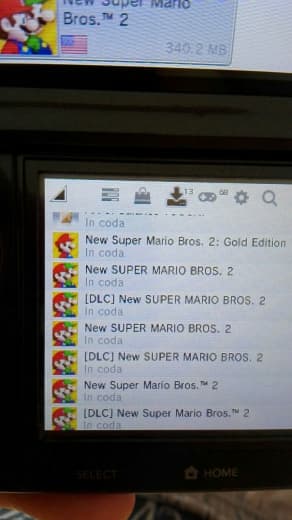 New Super Mario
Bros.™ 2
340.2 MB
13
68
In coda
New Super Mario Bros. 2: Gold Edition
In coda
New SUPER MARIO BROS. 2
In coda
[DLC] New SUPER MARIO BROS. 2
In coda
New SUPER MARIO BROS. 2
In coda
[DLC] New SUPER MARIO BROS. 2
In coda
New Super Mario Bros.™ 2
In coda
[DLC] New Super Mario Bros.™ 2
In coda
SELECT
HOME